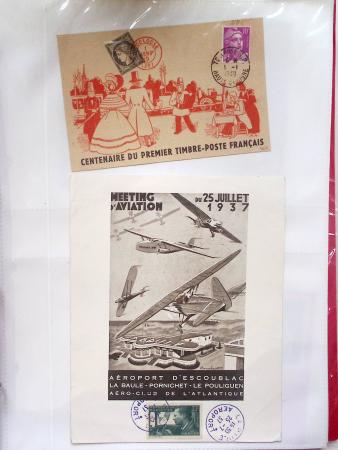 CENTENAIRE DU PREMIER TIMBRE-POSTE FRANÇAIS
MEETING
D'AVIATION
DU 25 JUILLET
1937
AÉROPORT D'ESCOUBLAC
LA BAULE - PORNICHET - LE POULIGUEN
AÉRO-CLUB DE L'ATLANTIQUE